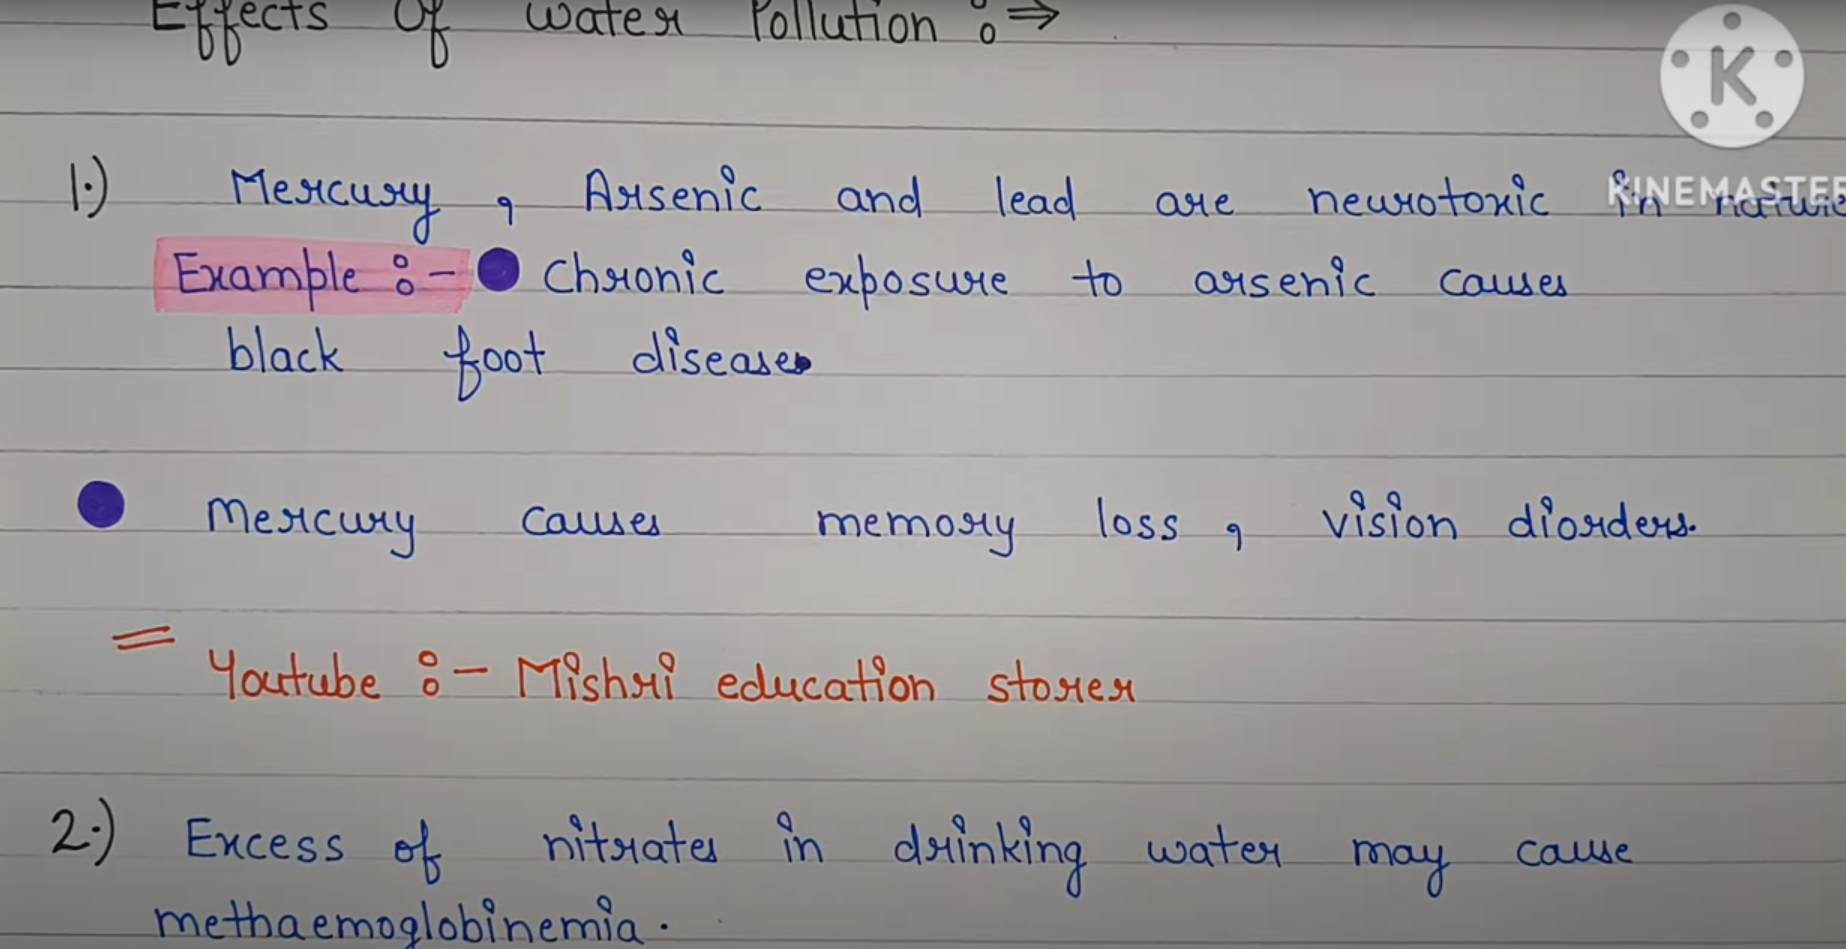 Effects Of water Pollution :⇒
K
KINEMASTER
1.) Mercury, Arsenic and lead are neurotoxic in nature
Example :- ● Chronic exposure to arsenic causes
black foot disease.
● Mercury causes memory loss, vision diorders.
= Youtube :- Mishri education storer
2.) Excess of nitrates in drinking water may cause
methaemoglobinemia.